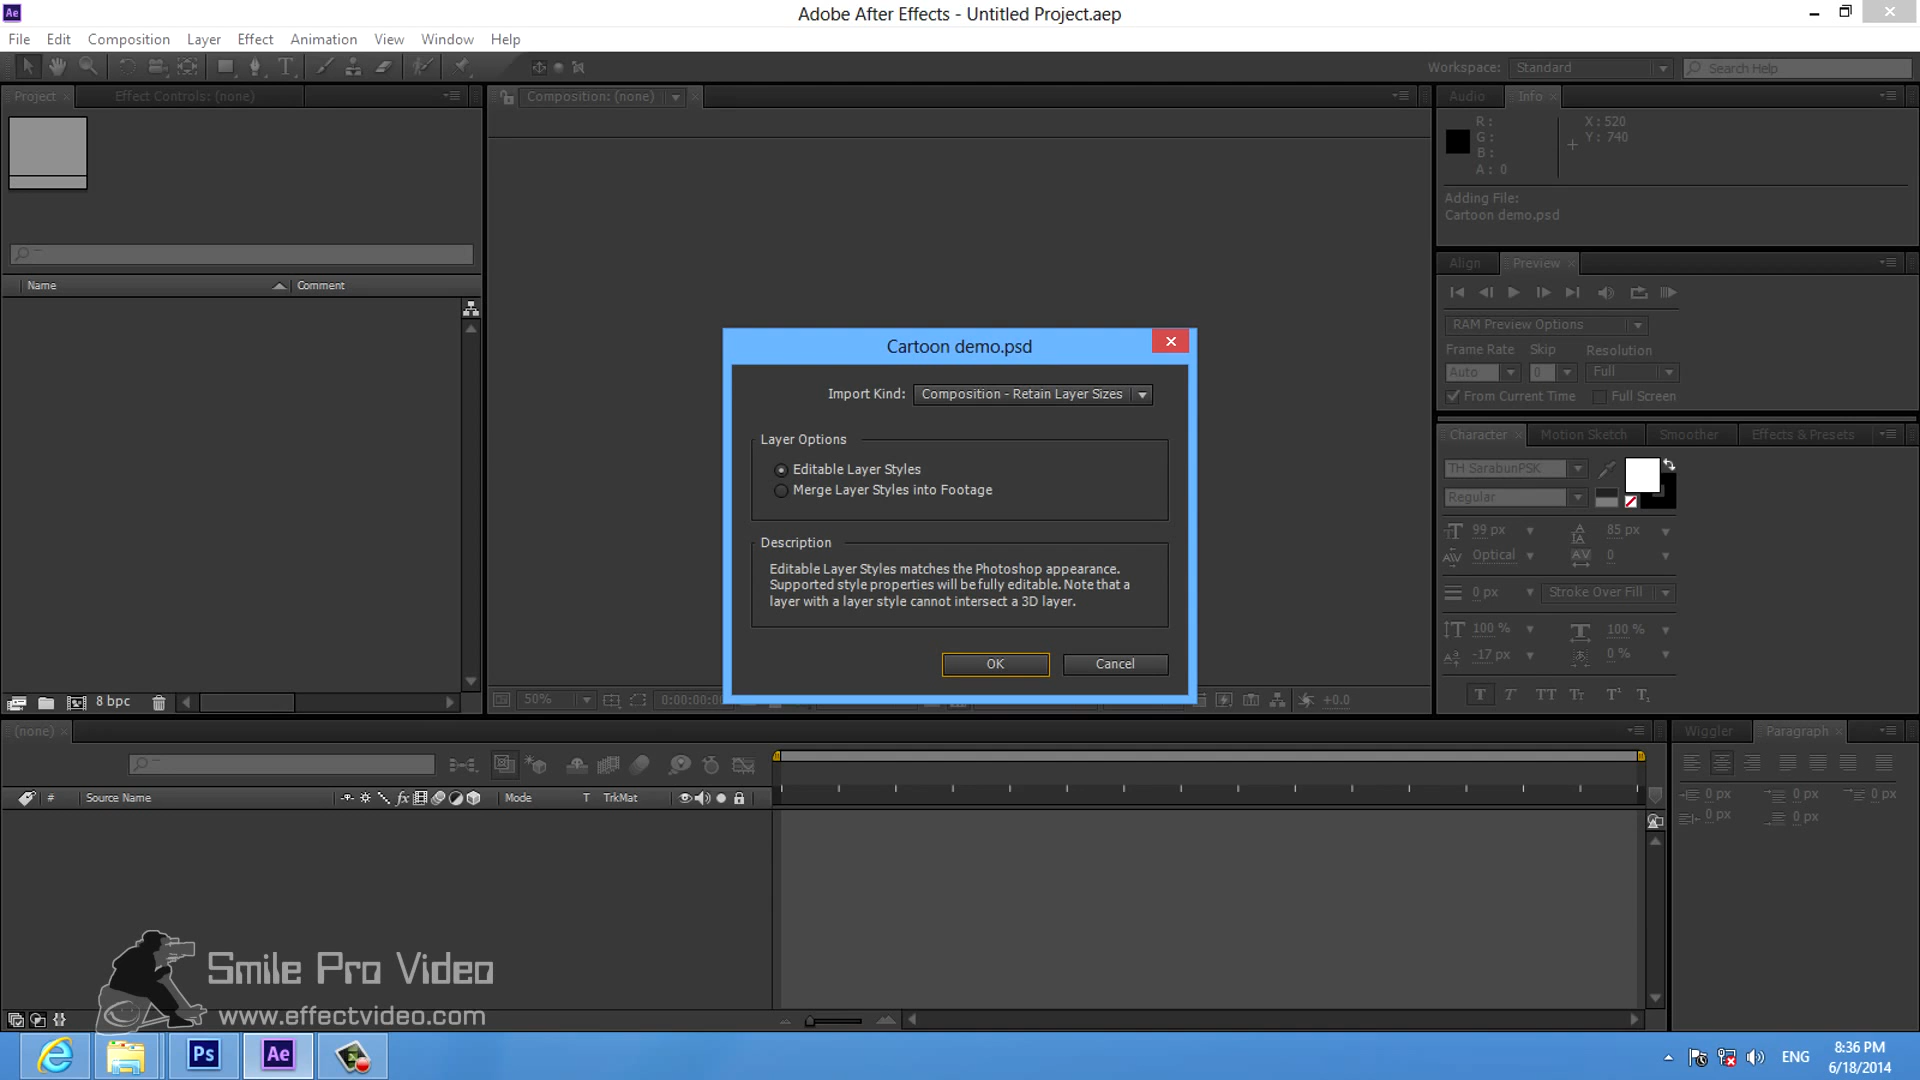 Ae
Adobe After Effects - Untitled Project.aep
File Edit Composition Layer Effect Animation View Window Help
Workspace: Standard
Search Help
Project
Effect Controls: (none)
Composition: (none)
Audio
Info
R :
G :
B :
A : 0
X : 520
Y : 740
Adding File:
Cartoon demo.psd
Name
Comment
Align
Preview
RAM Preview Options
Frame Rate Skip Resolution
Auto 0 Full
From Current Time Full Screen
Cartoon demo.psd
Import Kind: Composition - Retain Layer Sizes
Layer Options
Editable Layer Styles
Merge Layer Styles into Footage
Description
Editable Layer Styles matches the Photoshop appearance.
Supported style properties will be fully editable. Note that a
layer with a layer style cannot intersect a 3D layer.
OK
Cancel
Character
Motion Sketch
Smoother
Effects & Presets
TH SarabunPSK
Regular
99 px 85 px
Optical 0
0 px Stroke Over Fill
100 % 100 %
-17 px 0 %
T T TT Tr T¹ T₁
8 bpc
50%
+0.0
(none)
# Source Name
fx
Mode T TrkMat
Wiggler
Paragraph
0 px 0 px 0 px
0 px 0 px
Smile Pro Video
www.effectvideo.com
Ps
Ae
ENG
8:36 PM
6/18/2014